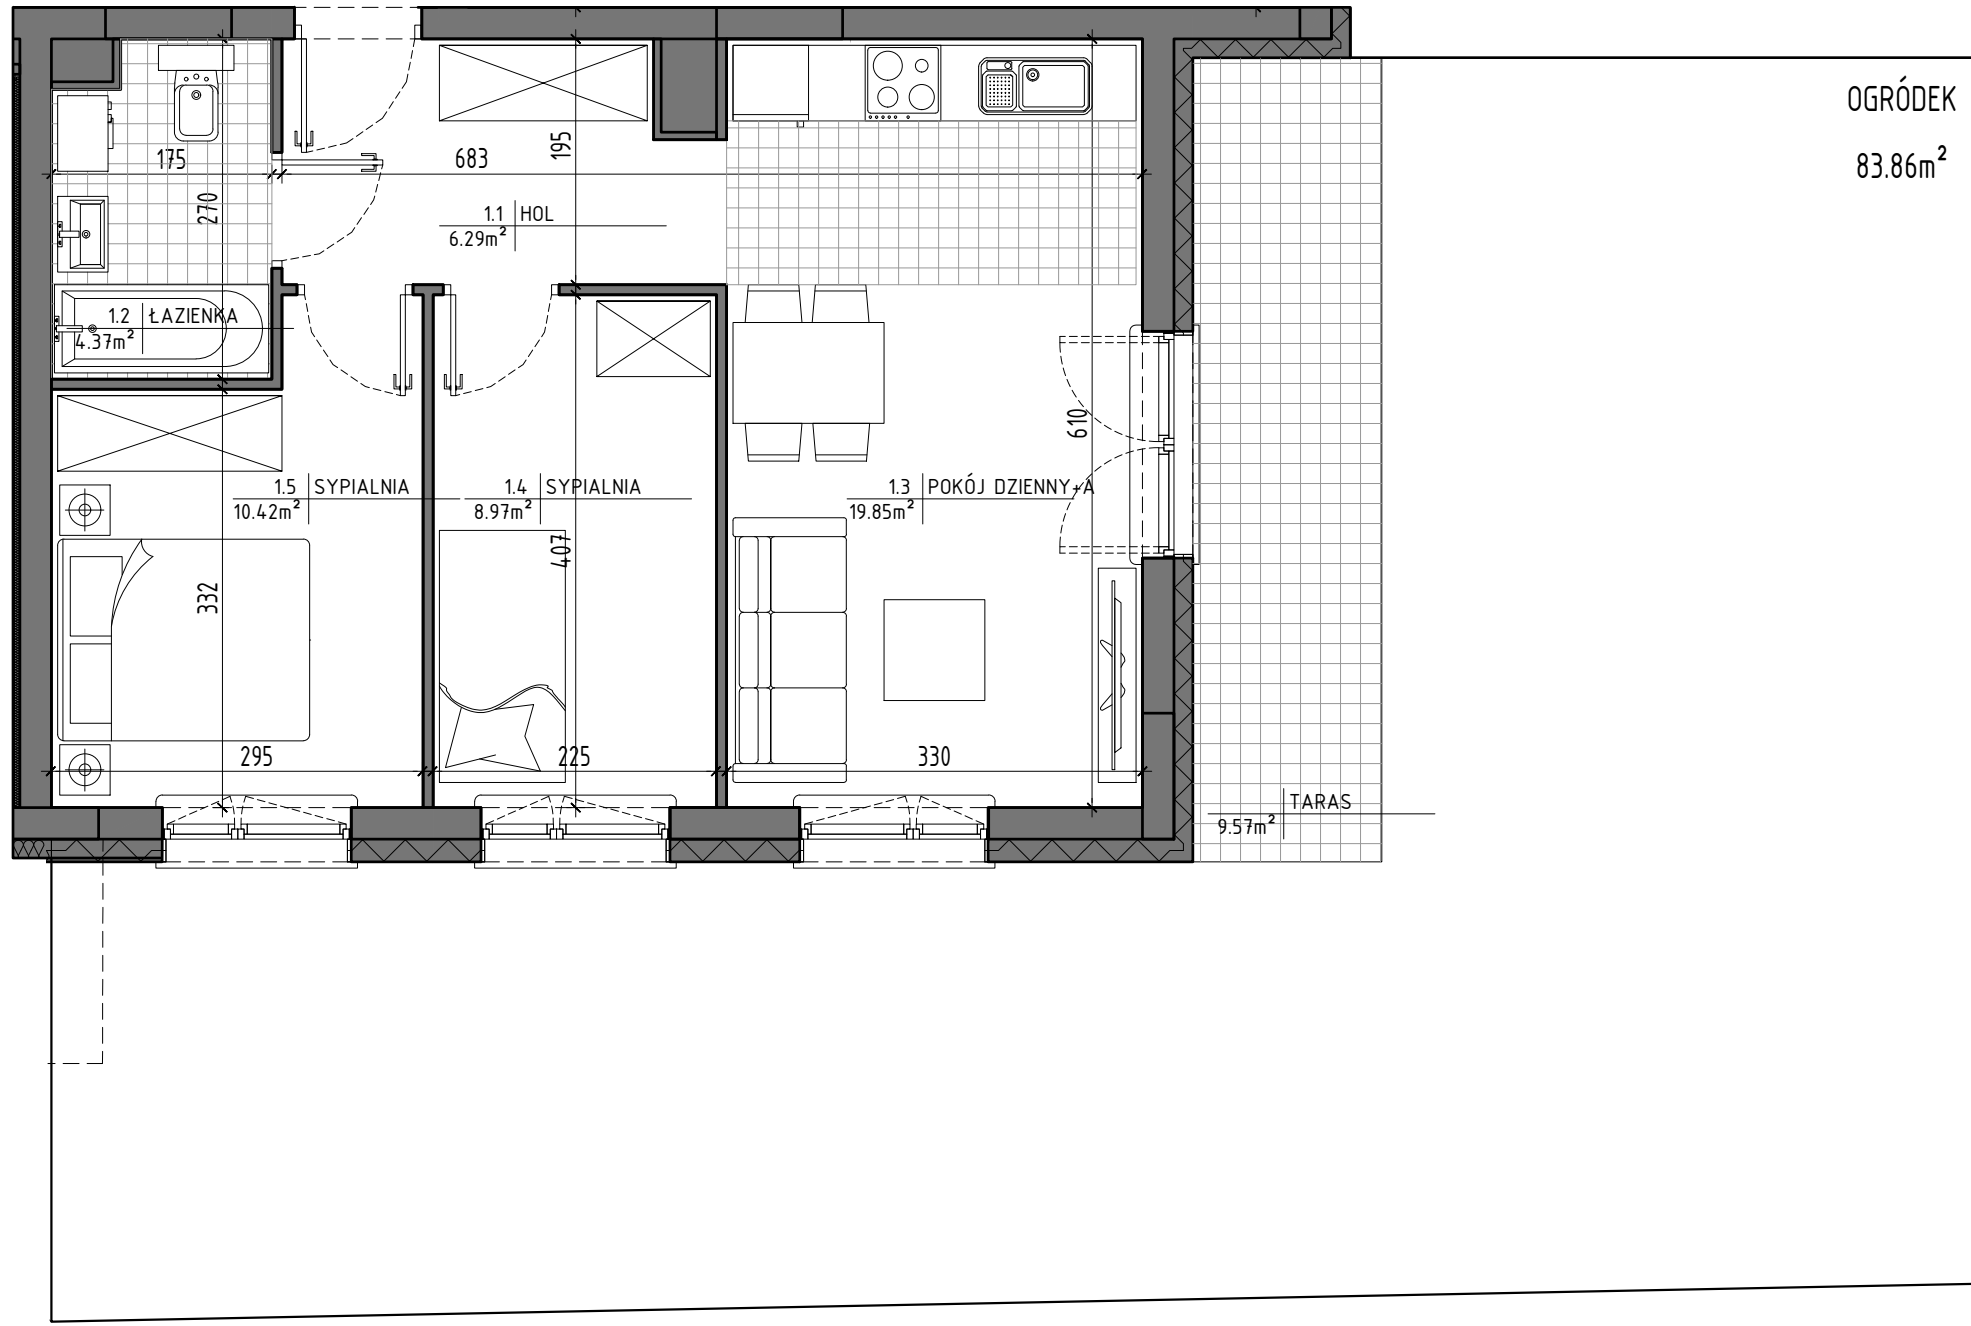 OGRÓDEK
83.86m²
175
683
195
270
1.1 HOL
6.29m²
1.2 ŁAZIENKA
4.37m²
610
1.5 SYPIALNIA
10.42m²
1.4 SYPIALNIA
8.97m²
1.3 POKÓJ DZIENNY+A
19.85m²
407
332
295
225
330
TARAS
9.57m²